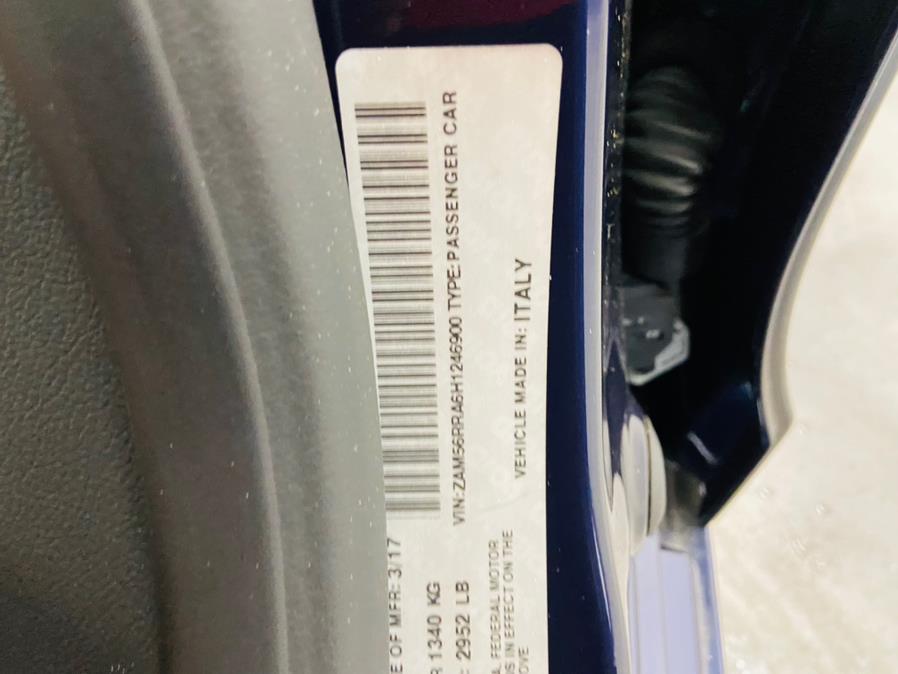 E OF MFR: 3/17
R 1340 KG
: 2952 LB
VIN: ZAM56RRA6H1246900 TYPE: PASSENGER CAR
A. FEDERAL MOTOR
IS IN EFFECT ON THE
OVE
VEHICLE MADE IN: ITALY